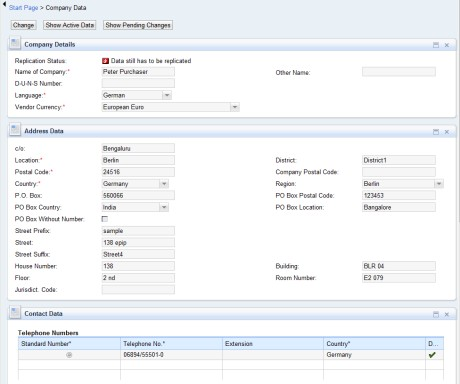 Start Page > Company Data
Change Show Active Data Show Pending Changes
Company Details
Replication Status: Data still has to be replicated
Name of Company:* Peter Purchaser Other Name:
D-U-N-S Number:
Language:* German
Vendor Currency:* European Euro
Address Data
c/o: Bengaluru
Location:* Berlin District: District1
Postal Code:* 24516 Company Postal Code:
Country:* Germany Region: Berlin
P.O. Box: 560066 PO Box Postal Code: 123453
PO Box Country: India PO Box Location: Bangalore
PO Box Without Number:
Street Prefix: sample
Street: 138 epip
Street Suffix: Street4
House Number: 138 Building: BLR 04
Floor: 2 nd Room Number: E2 079
Jurisdict. Code:
Contact Data
Telephone Numbers
Standard Number* Telephone No.* Extension Country* D...
06894/55501-0 Germany